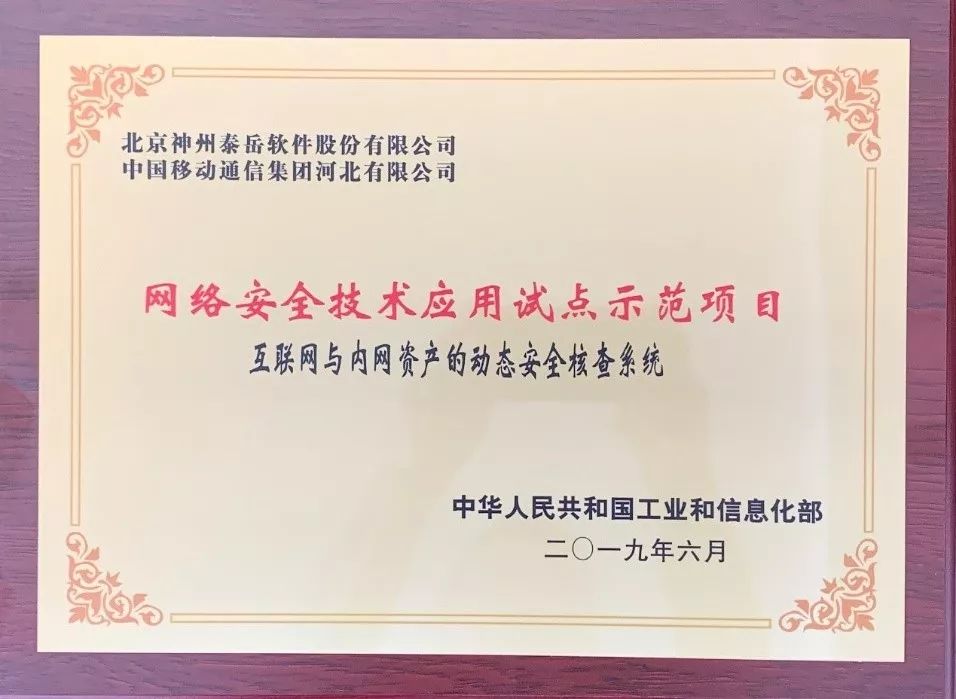 北京神州泰岳软件股份有限公司
中国移动通信集团河北有限公司
网络安全技术应用试点示范项目
互联网与内网资产的动态安全核查系统
中华人民共和国工业和信息化部
二〇一九年六月